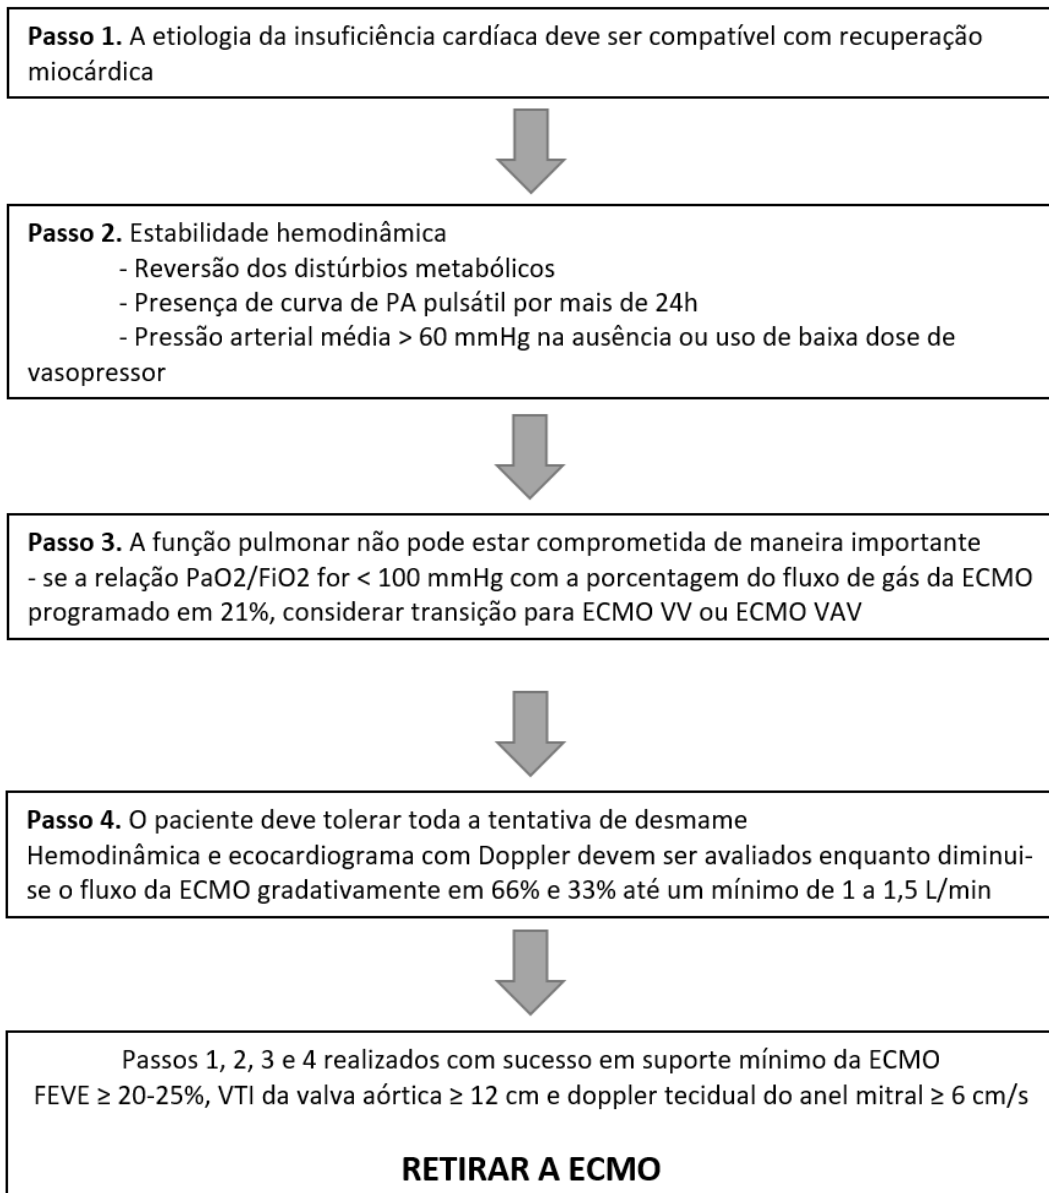 Passo 1. A etiologia da insuficiência cardíaca deve ser compatível com recuperação
miocárdica
Passo 2. Estabilidade hemodinâmica
- Reversão dos distúrbios metabólicos
- Presença de curva de PA pulsátil por mais de 24h
- Pressão arterial média > 60 mmHg na ausência ou uso de baixa dose de
vasopressor
Passo 3. A função pulmonar não pode estar comprometida de maneira importante
- se a relação PaO2/FiO2 for < 100 mmHg com a porcentagem do fluxo de gás da ECMO
programado em 21%, considerar transição para ECMO VV ou ECMO VAV
Passo 4. O paciente deve tolerar toda a tentativa de desmame
Hemodinâmica e ecocardiograma com Doppler devem ser avaliados enquanto diminui-
se o fluxo da ECMO gradativamente em 66% e 33% até um mínimo de 1 a 1,5 L/min
Passos 1, 2, 3 e 4 realizados com sucesso em suporte mínimo da ECMO
FEVE ≥ 20-25%, VTI da valva aórtica ≥ 12 cm e doppler tecidual do anel mitral ≥ 6 cm/s
RETIRAR A ECMO